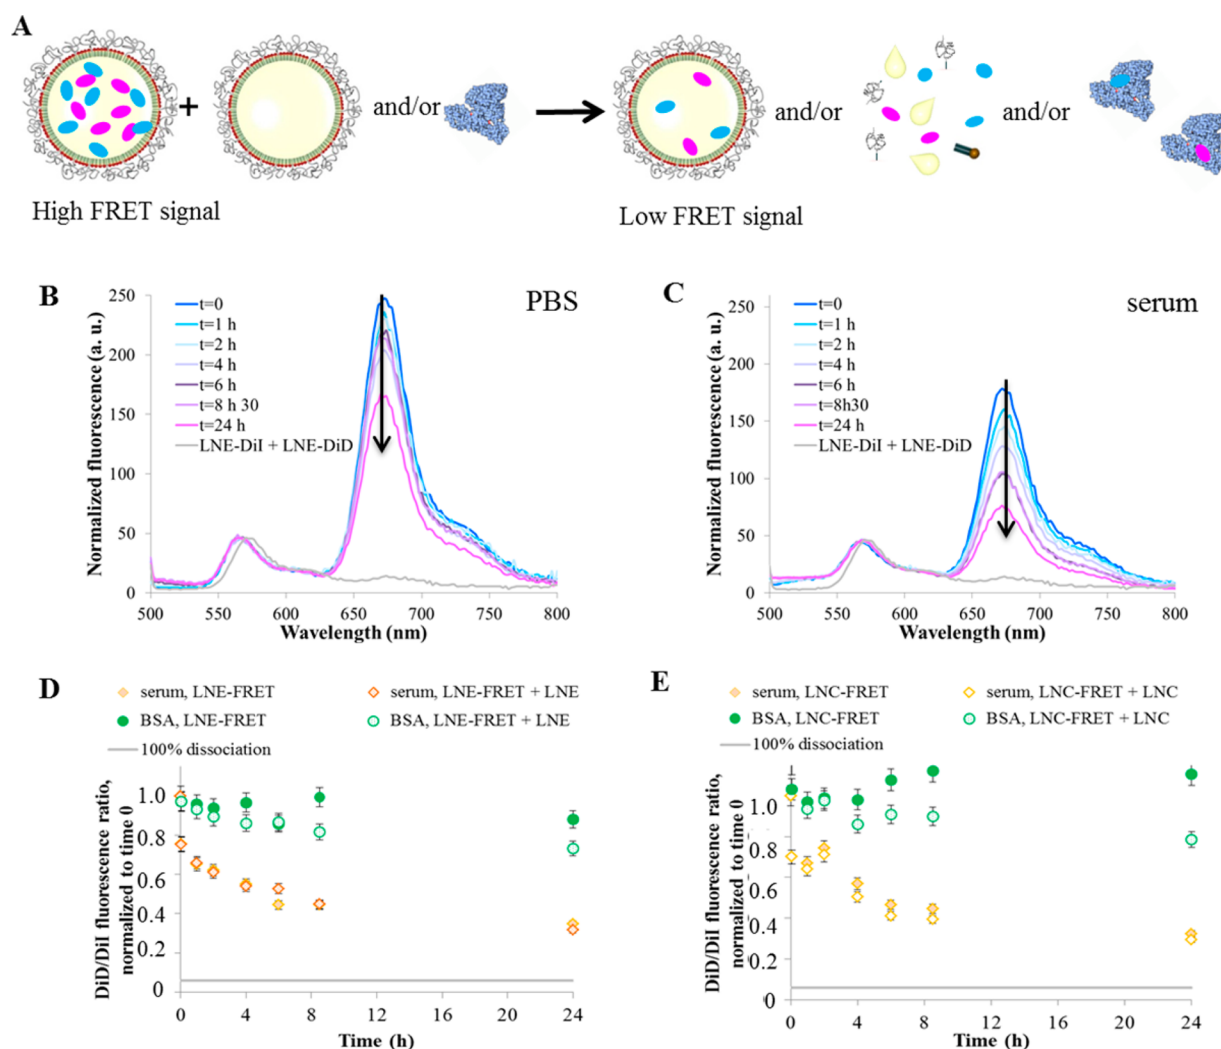 A
+
and/or
and/or
and/or
High FRET signal
Low FRET signal
B
PBS
Normalized fluorescence (a. u.)
250
200
150
100
50
0
t=0
t=1 h
t=2 h
t=4 h
t=6 h
t=8 h 30
t=24 h
LNE-DiI + LNE-DiD
500 550 600 650 700 750 800
Wavelength (nm)
C
serum
Normalized fluorescence (a. u.)
250
200
150
100
50
0
t=0
t=1 h
t=2 h
t=4 h
t=6 h
t=8h30
t=24 h
LNE-DiI + LNE-DiD
500 550 600 650 700 750 800
Wavelength (nm)
D
serum, LNE-FRET
serum, LNE-FRET + LNE
BSA, LNE-FRET
BSA, LNE-FRET + LNE
100% dissociation
DiD/DiI fluorescence ratio,
normalized to time 0
1.0
0.8
0.6
0.4
0.2
0
0 4 8 12 16 20 24
Time (h)
E
serum, LNC-FRET
serum, LNC-FRET + LNC
BSA, LNC-FRET
BSA, LNC-FRET + LNC
100% dissociation
DiD/DiI fluorescence ratio,
normalized to time 0
1.0
0.8
0.6
0.4
0.2
0
0 4 8 12 16 20 24
Time (h)